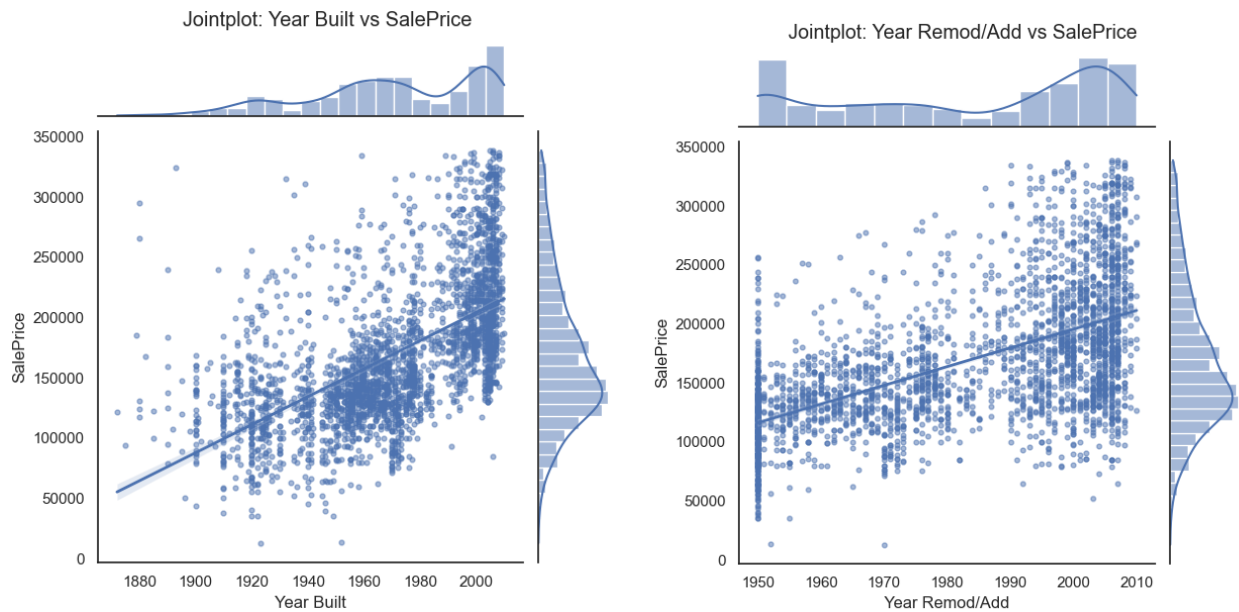 Jointplot: Year Built vs SalePrice
350000
300000
250000
200000
150000
100000
50000
0
SalePrice
1880 1900 1920 1940 1960 1980 2000
Year Built
Jointplot: Year Remod/Add vs SalePrice
350000
300000
250000
200000
150000
100000
50000
0
SalePrice
1950 1960 1970 1980 1990 2000 2010
Year Remod/Add